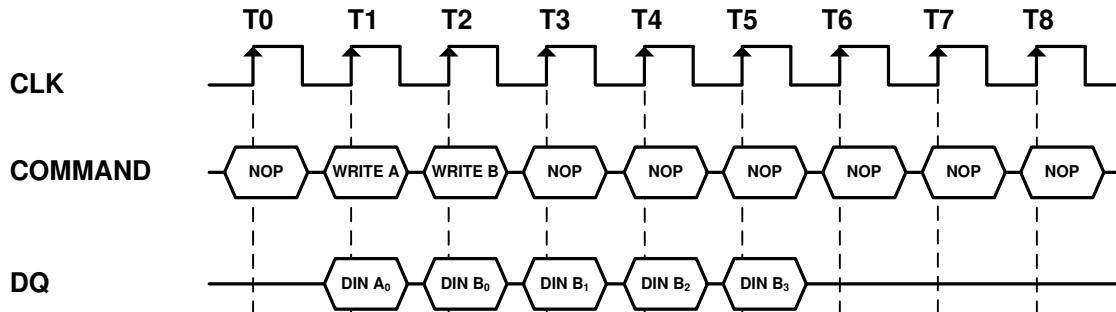 T0 T1 T2 T3 T4 T5 T6 T7 T8
CLK
COMMAND NOP WRITE A WRITE B NOP NOP NOP NOP NOP NOP
DQ DIN A₀ DIN B₀ DIN B₁ DIN B₂ DIN B₃